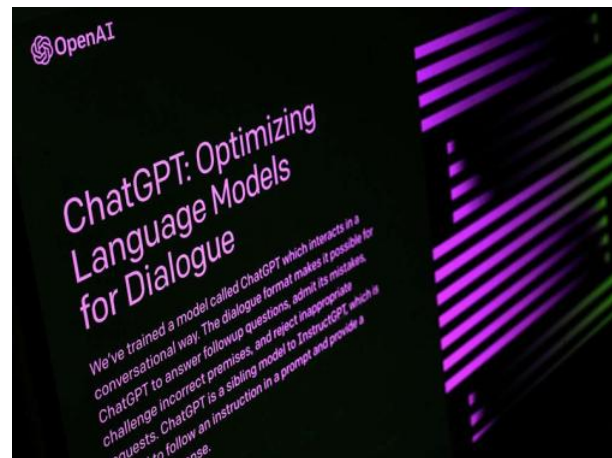 OpenAI
ChatGPT: Optimizing
Language Models
for Dialogue
We've trained a model called ChatGPT which interacts in a
conversational way. The dialogue format makes it possible for
ChatGPT to answer followup questions, admit its mistakes,
challenge incorrect premises, and reject inappropriate
quests. ChatGPT is a sibling model to InstructGPT, which is
to follow an instruction in a prompt and provide a